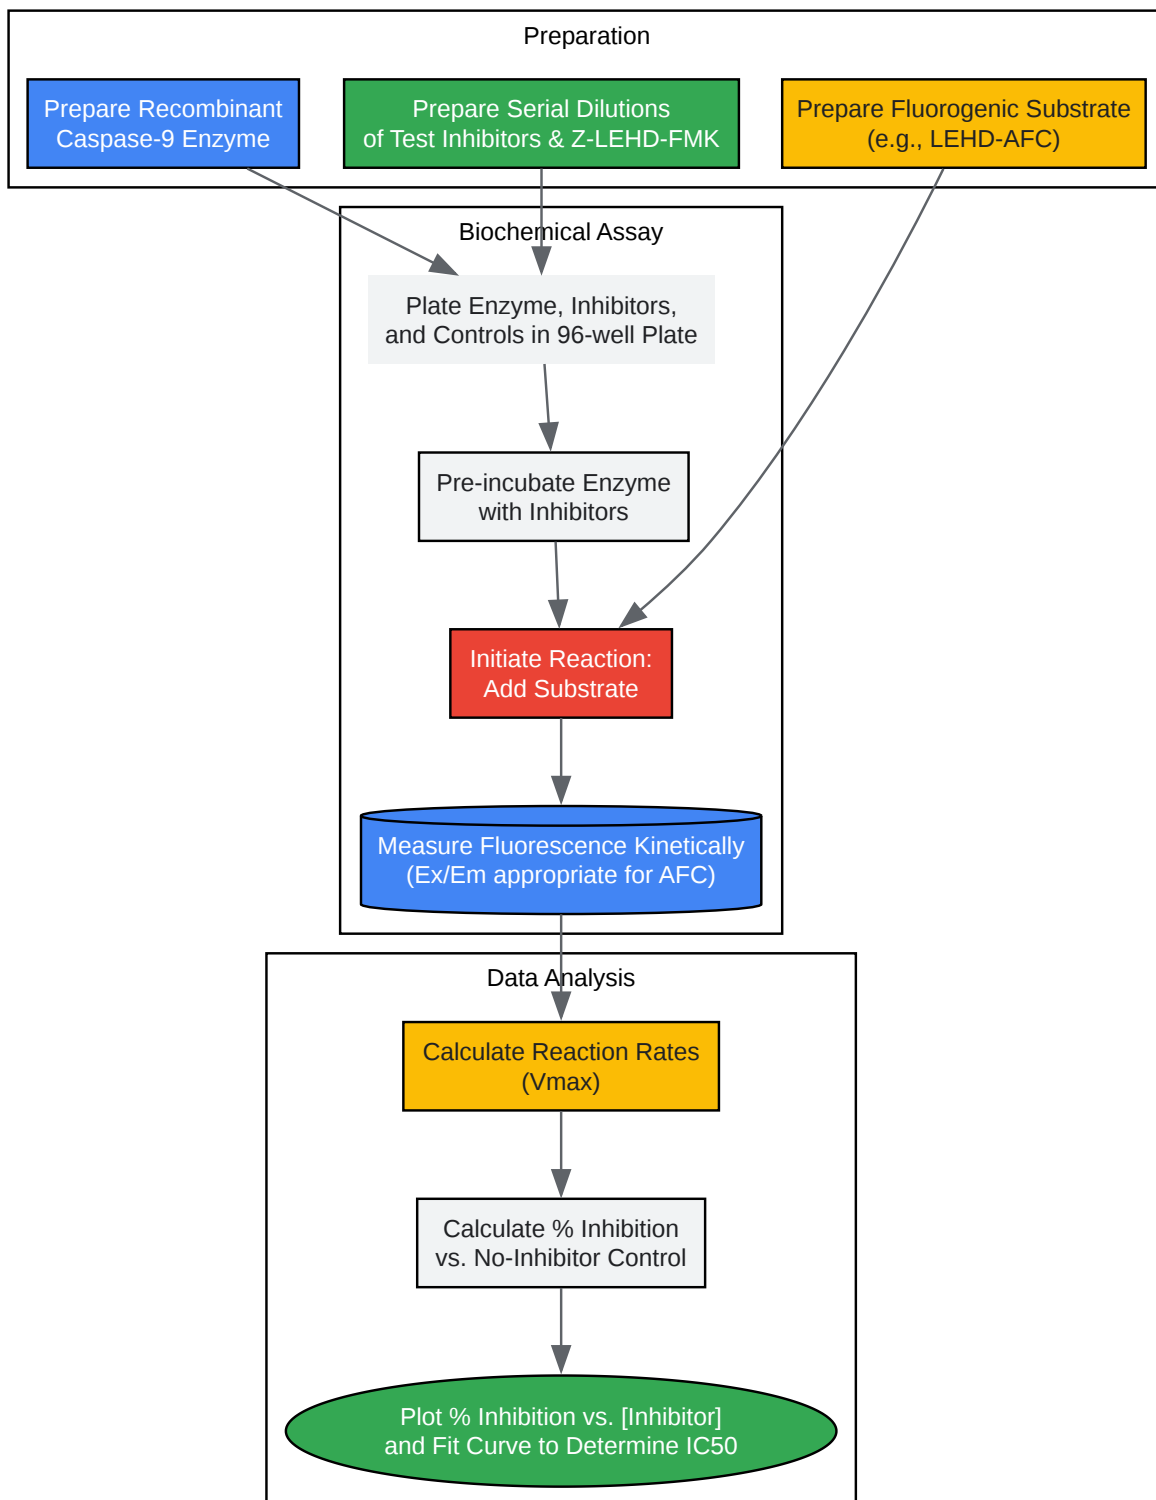 Preparation
Prepare Recombinant
Caspase-9 Enzyme
Prepare Serial Dilutions
of Test Inhibitors & Z-LEHD-FMK
Prepare Fluorogenic Substrate
(e.g., LEHD-AFC)
Biochemical Assay
Plate Enzyme, Inhibitors,
and Controls in 96-well Plate
Pre-incubate Enzyme
with Inhibitors
Initiate Reaction:
Add Substrate
Measure Fluorescence Kinetically
(Ex/Em appropriate for AFC)
Data Analysis
Calculate Reaction Rates
(Vmax)
Calculate % Inhibition
vs. No-Inhibitor Control
Plot % Inhibition vs. [Inhibitor]
and Fit Curve to Determine IC50